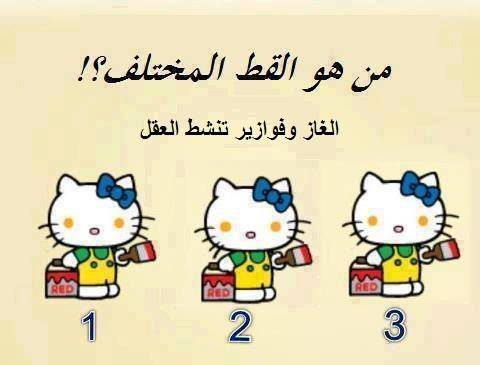 من هو القط المختلف؟!
الغاز وفوازير تنشط العقل
RED RED RED
1 2 3